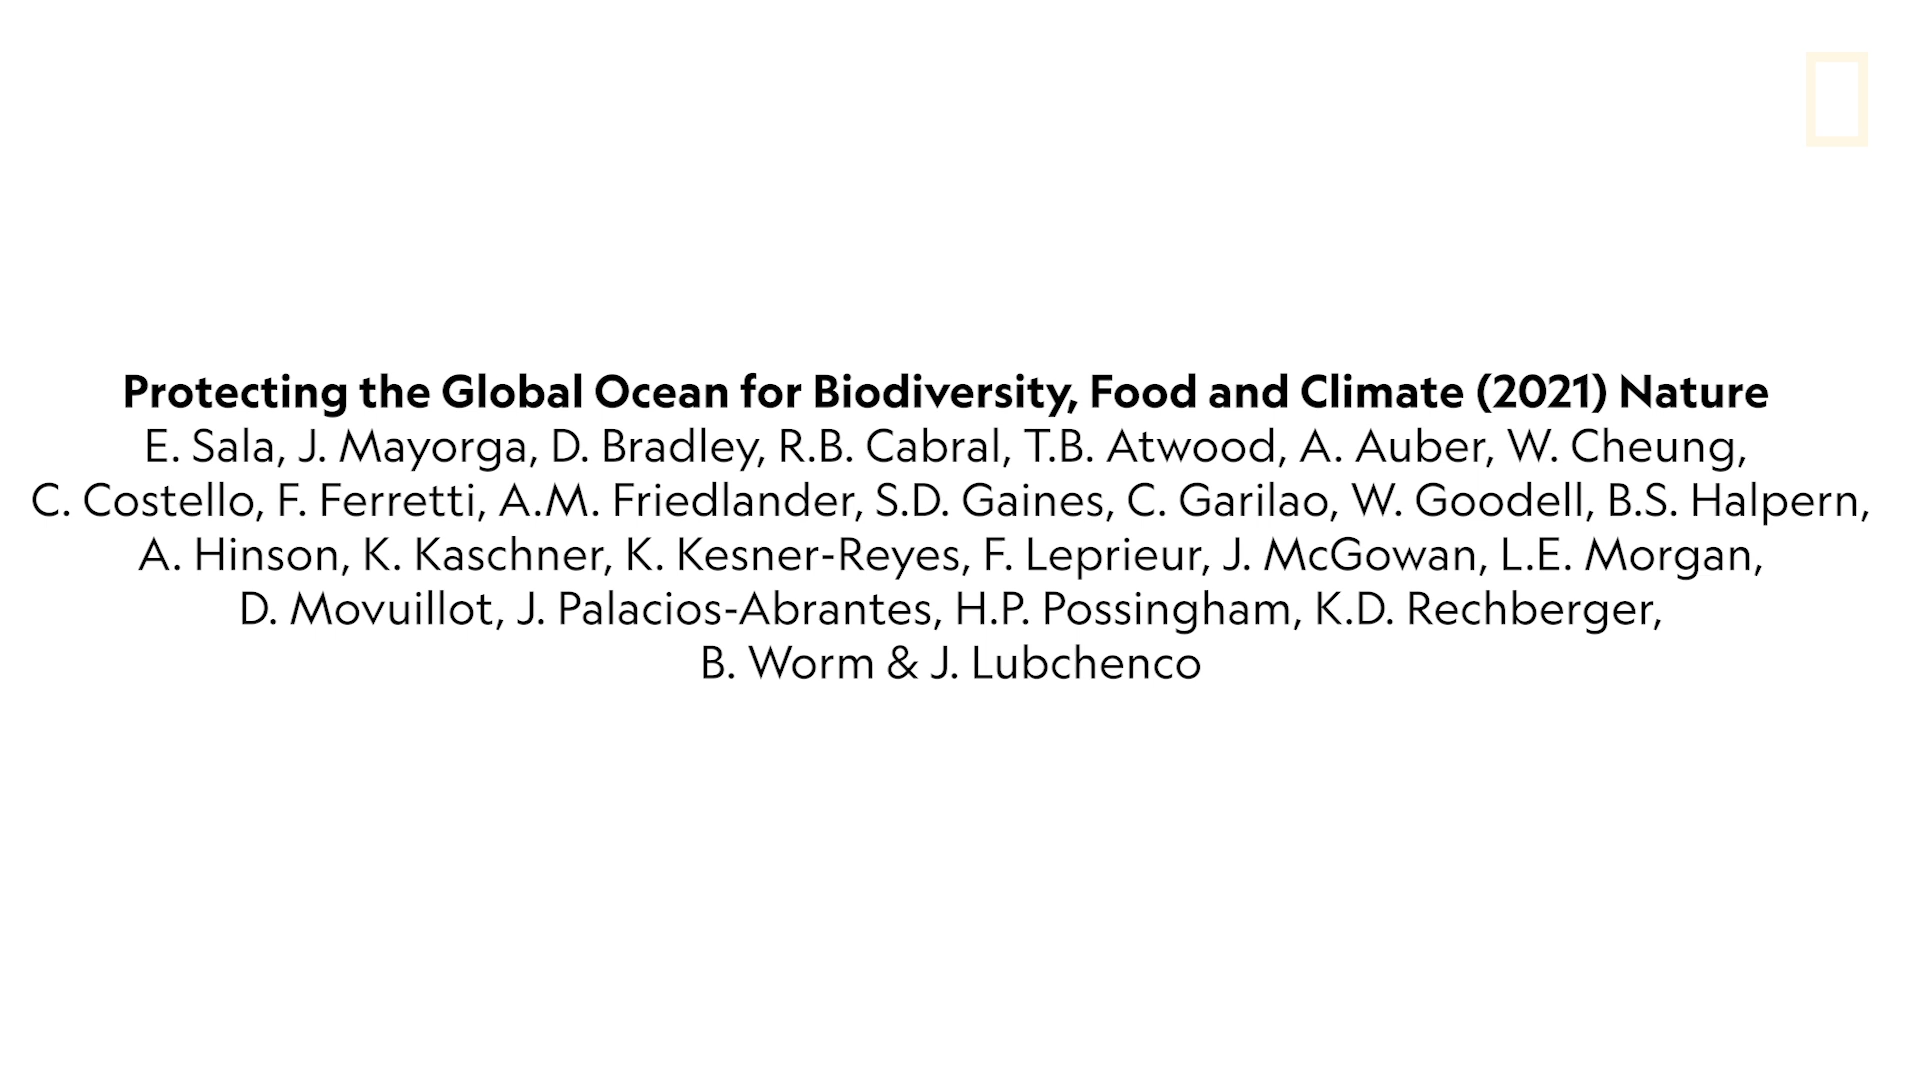 Protecting the Global Ocean for Biodiversity, Food and Climate (2021) Nature
E. Sala, J. Mayorga, D. Bradley, R.B. Cabral, T.B. Atwood, A. Auber, W. Cheung,
C. Costello, F. Ferretti, A.M. Friedlander, S.D. Gaines, C. Garilao, W. Goodell, B.S. Halpern,
A. Hinson, K. Kaschner, K. Kesner-Reyes, F. Leprieur, J. McGowan, L.E. Morgan,
D. Movuillot, J. Palacios-Abrantes, H.P. Possingham, K.D. Rechberger,
B. Worm & J. Lubchenco